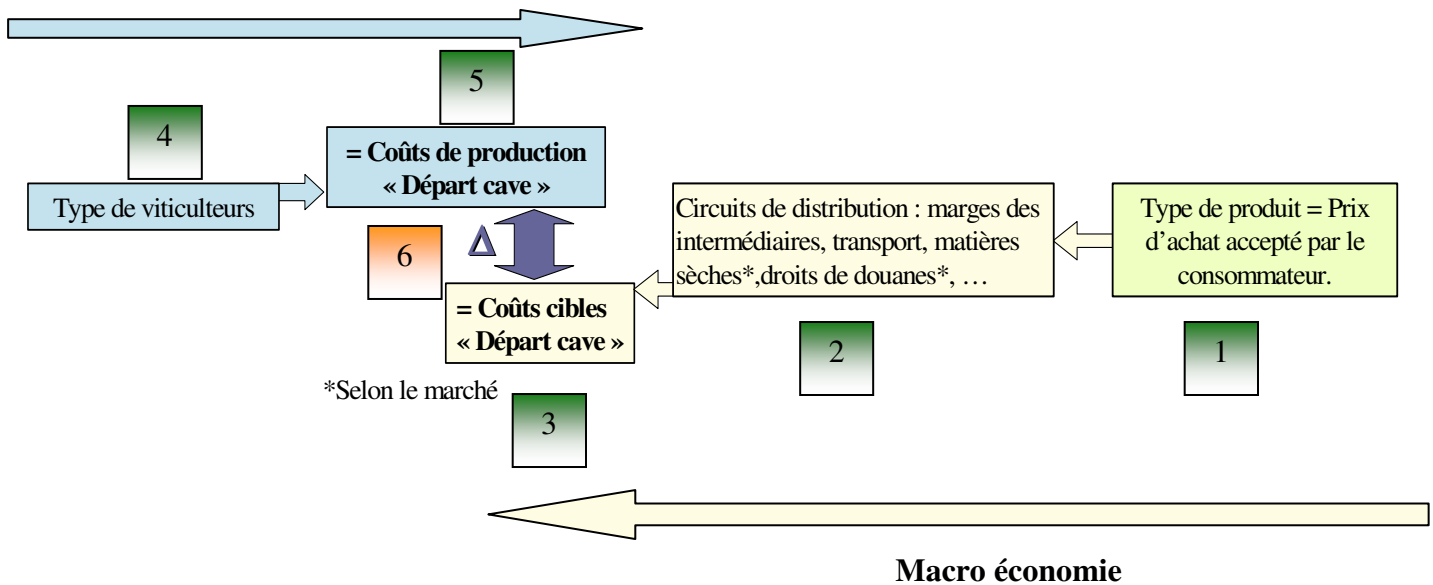 5
4
= Coûts de production
« Départ cave »
Type de viticulteurs
Circuits de distribution : marges des
intermédiaires, transport, matières
sèches*,droits de douanes*, …
Type de produit = Prix
d’achat accepté par le
consommateur.
6
Δ
= Coûts cibles
« Départ cave »
2
1
*Selon le marché
3
Macro économie